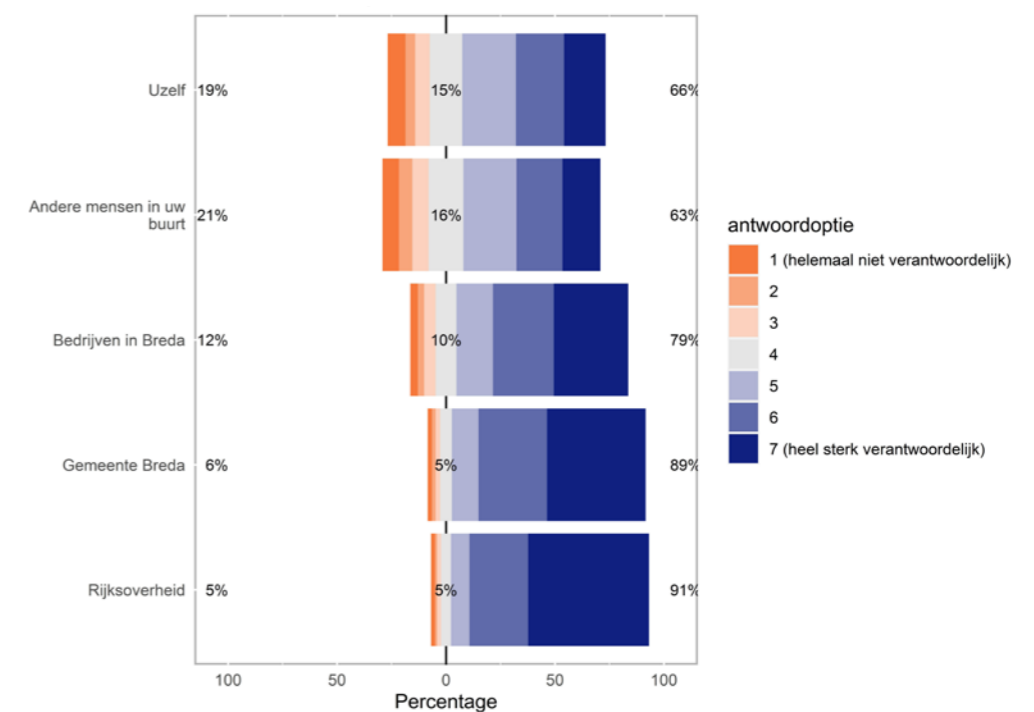 Uzelf 19% 15% 66%
Andere mensen in uw
buurt 21% 16% 63%
Bedrijven in Breda 12% 10% 79%
Gemeente Breda 6% 5% 89%
Rijksoverheid 5% 5% 91%
100 50 0 50 100
Percentage
antwoordoptie
1 (helemaal niet verantwoordelijk)
2
3
4
5
6
7 (heel sterk verantwoordelijk)